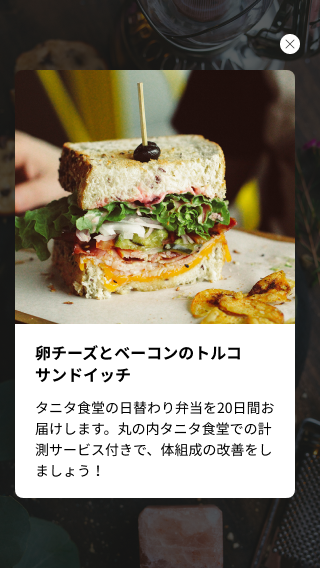 卵チーズとベーコンのトルコ
サンドイッチ
タニタ食堂の日替わり弁当を20日間お
届けします。丸の内タニタ食堂での計
測サービス付きで、体組成の改善をし
ましょう！